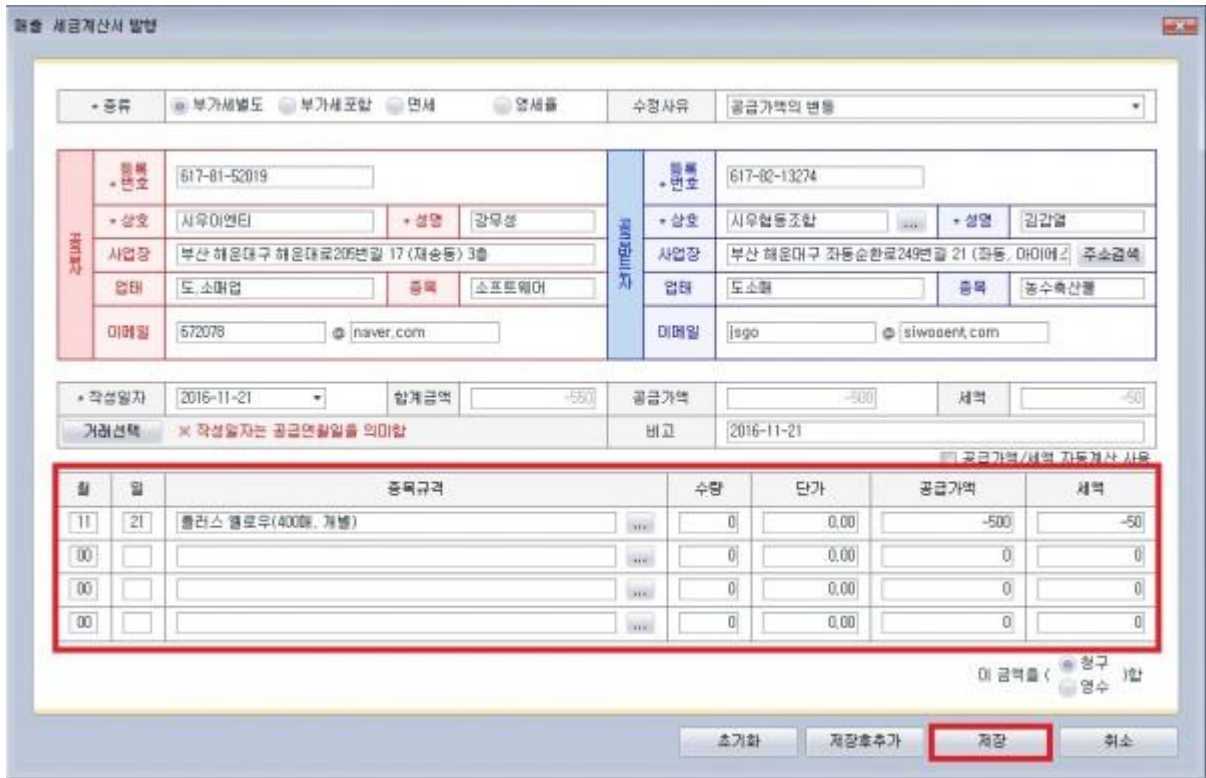 매출 세금계산서 발행
* 종류 부가세별도 부가세포함 면세 영세율 수정사유 공급가액의 변동
공급자 * 등록번호 617-81-52019 공급받는자 * 등록번호 617-82-13274
* 상호 시우이엔티 * 성명 강무성 * 상호 시우협동조합 ... * 성명 김갑열
사업장 부산 해운대구 해운대로205번길 17 (재송동) 3층 사업장 부산 해운대구 좌동순환로249번길 21 (좌동, 주소검색
업태 도,소매업 종목 소프트웨어 업태 도소매 종목 농수축산물
이메일 672078 @ naver.com 이메일 jsgo @ siwooent.com
* 작성일자 2016-11-21 합계금액 -550 공급가액 -500 세액 -50
거래선택 ※ 작성일자는 공급연월일을 의미함 비고 2016-11-21
공급가액/세액 자동계산 사용
월 일 종목규격 수량 단가 공급가액 세액
11 21 플러스 옐로우(400매, 개별) ... 0 0.00 -500 -50
00 ... 0 0.00 0 0
00 ... 0 0.00 0 0
00 ... 0 0.00 0 0
이 금액을 ( 청구 )함
영수
초기화 저장후추가 저장 취소